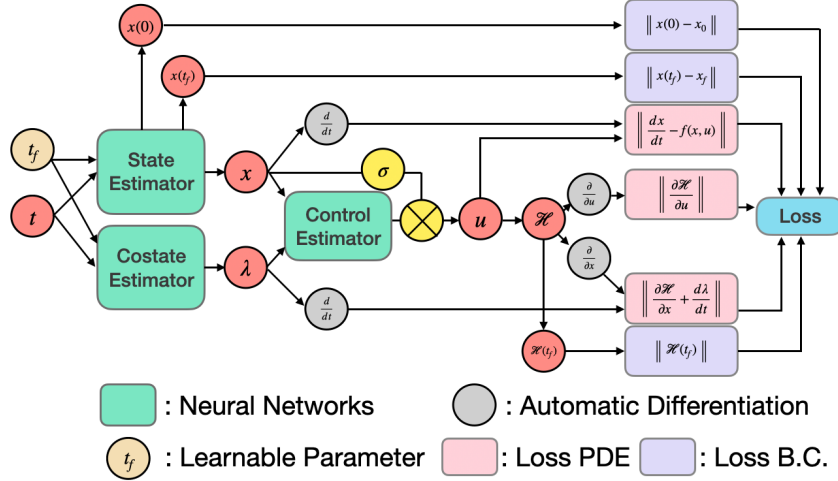 x(0)
‖ x(0) − x₀ ‖
x(t_f)
‖ x(t_f) − x_f ‖
d/dt
‖ dx/dt − f(x, u) ‖
t_f
State
Estimator
x
σ
∂/∂u
‖ ∂ℋ/∂u ‖
t
Control
Estimator
u
ℋ
Loss
Costate
Estimator
λ
∂/∂x
d/dt
‖ ∂ℋ/∂x + dλ/dt ‖
ℋ(t_f)
‖ ℋ(t_f) ‖
: Neural Networks
: Automatic Differentiation
t_f : Learnable Parameter
: Loss PDE
: Loss B.C.